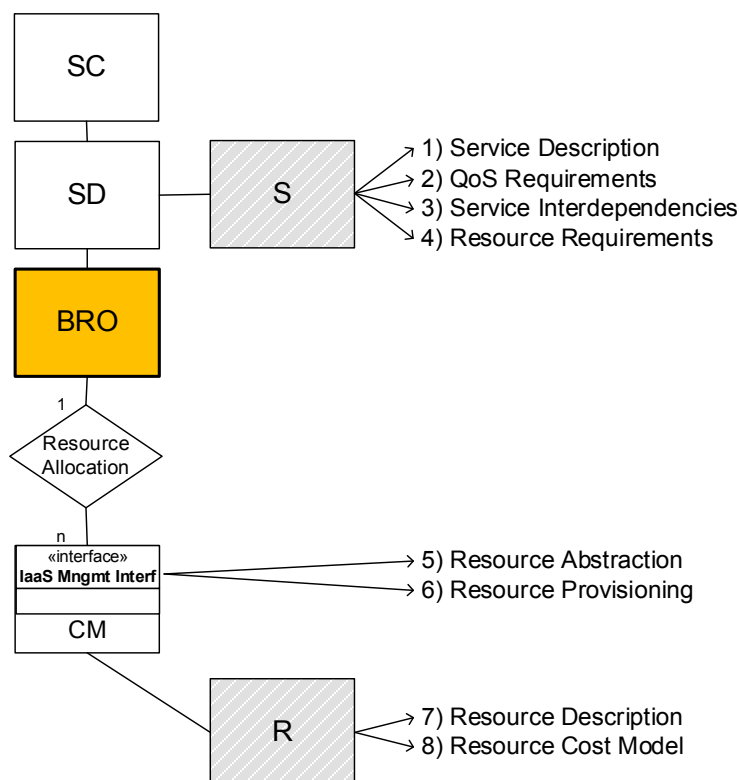 SC
SD
S
1) Service Description
2) QoS Requirements
3) Service Interdependencies
4) Resource Requirements
BRO
1
Resource
Allocation
n
«interface»
IaaS Mngmt Interf
CM
5) Resource Abstraction
6) Resource Provisioning
R
7) Resource Description
8) Resource Cost Model